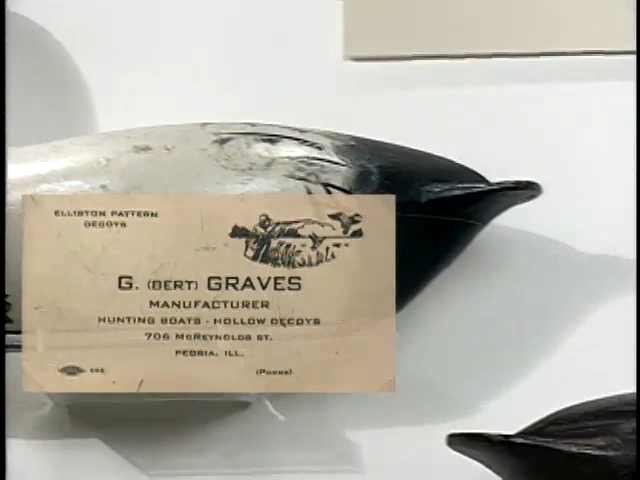 ELLISTON PATTERN
DECOYS
G. (BERT) GRAVES
MANUFACTURER
HUNTING BOATS - HOLLOW DECOYS
706 McREYNOLDS ST.
PEORIA, ILL.
(PHONE)